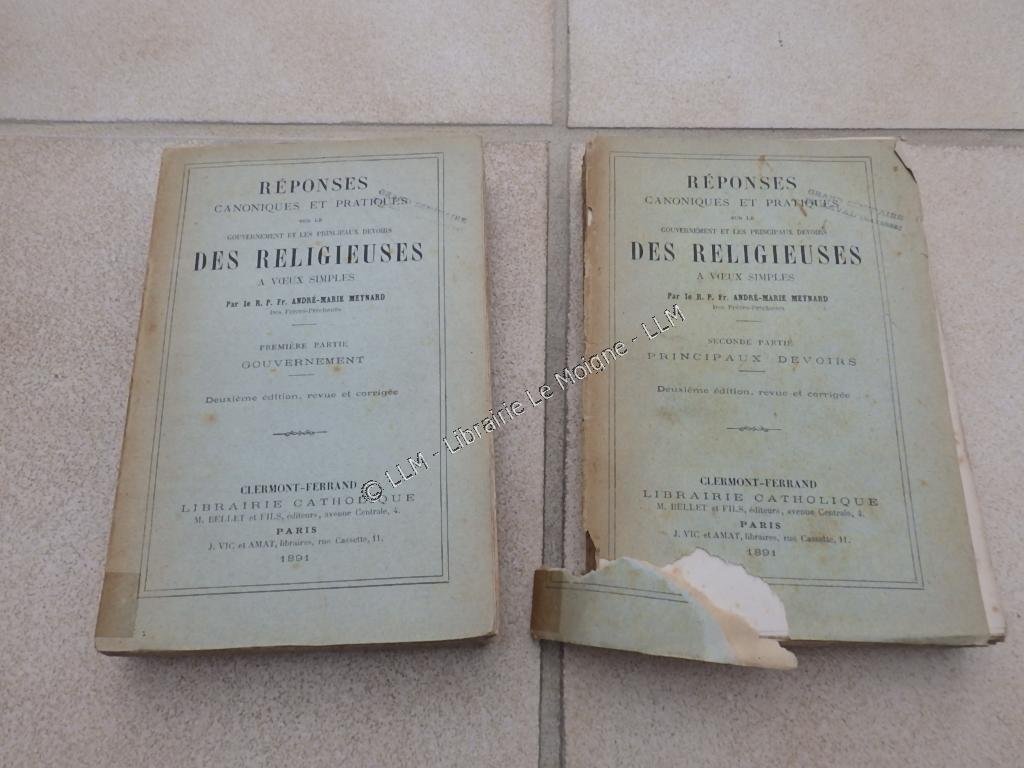 RÉPONSES
CANONIQUES ET PRATIQUES
SUR LE
GOUVERNEMENT ET LES PRINCIPAUX DEVOIRS
DES RELIGIEUSES
A VŒUX SIMPLES
Par le R. P. Fr. ANDRÉ-MARIE MEYNARD
Des Frères-Prêcheurs
PREMIÈRE PARTIE
GOUVERNEMENT
Deuxième édition, revue et corrigée
CLERMONT-FERRAND
LIBRAIRIE CATHOLIQUE
M. BELLET et FILS, éditeurs, avenue Centrale, 4.
PARIS
J. VIC et AMAT, libraires, rue Cassette, 11.
1891
RÉPONSES
CANONIQUES ET PRATIQUES
SUR LE
GOUVERNEMENT ET LES PRINCIPAUX DEVOIRS
DES RELIGIEUSES
A VŒUX SIMPLES
Par le R. P. Fr. ANDRÉ-MARIE MEYNARD
Des Frères-Prêcheurs
SECONDE PARTIE
PRINCIPAUX DEVOIRS
Deuxième édition, revue et corrigée
CLERMONT-FERRAND
LIBRAIRIE CATHOLIQUE
M. BELLET et FILS, éditeurs, avenue Centrale, 4.
PARIS
J. VIC et AMAT, libraires, rue Cassette, 11.
1891
GRAND SÉMINAIRE
© LLM - Librairie Le Moigne - LLM